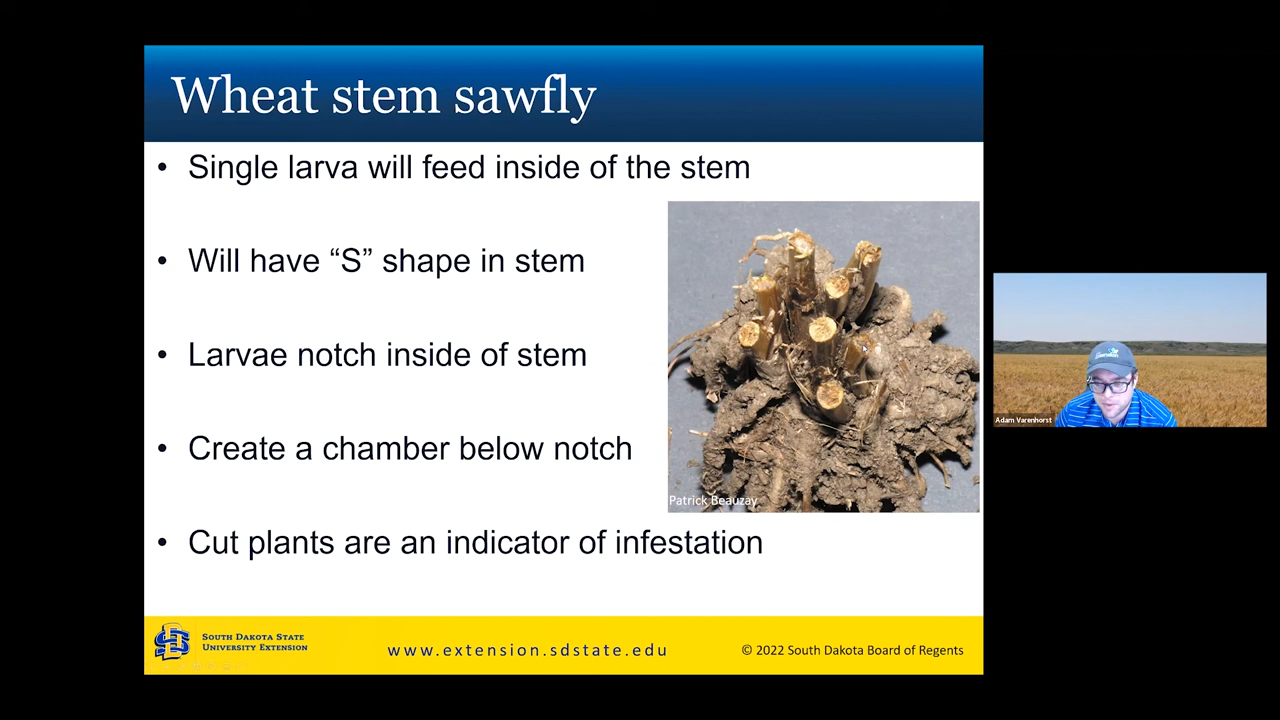 Wheat stem sawfly
• Single larva will feed inside of the stem
• Will have “S” shape in stem
• Larvae notch inside of stem
• Create a chamber below notch
• Cut plants are an indicator of infestation
Patrick Beauzay
Adam Varenhorst
SOUTH DAKOTA STATE
UNIVERSITY EXTENSION
www.extension.sdstate.edu
© 2022 South Dakota Board of Regents